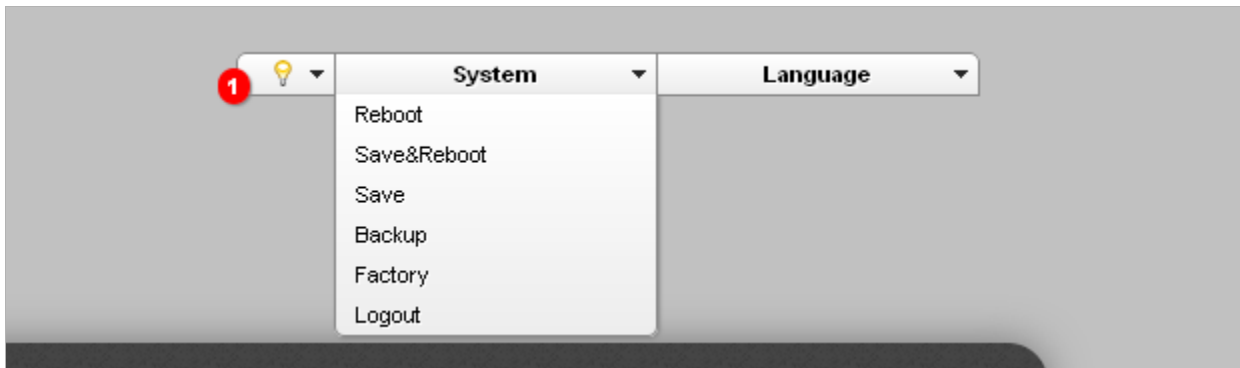 1
System
Language
Reboot
Save&Reboot
Save
Backup
Factory
Logout